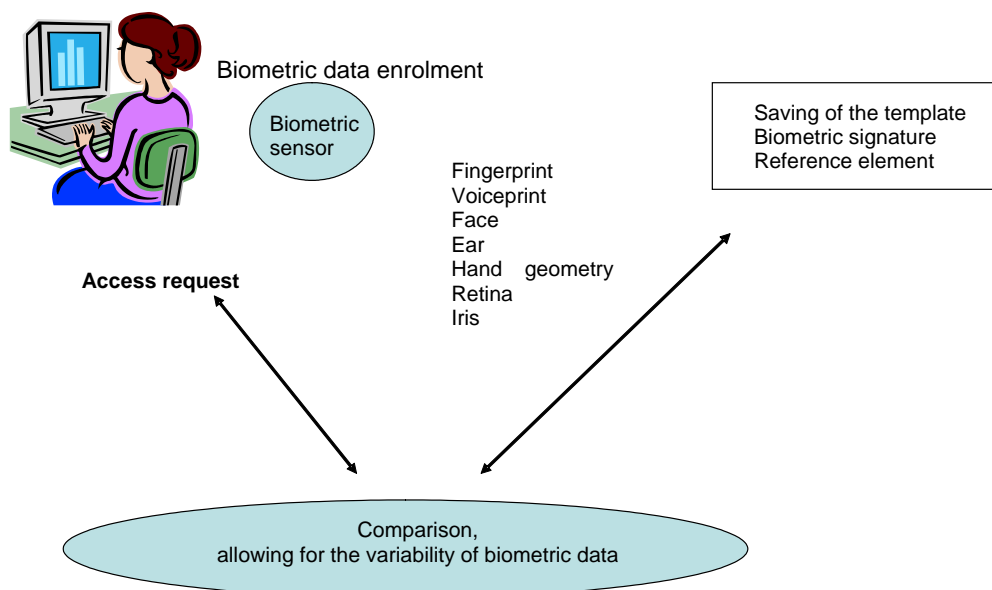 Biometric data enrolment
Biometric
sensor
Saving of the template
Biometric signature
Reference element
Fingerprint
Voiceprint
Face
Ear
Hand geometry
Retina
Iris
Access request
Comparison,
allowing for the variability of biometric data